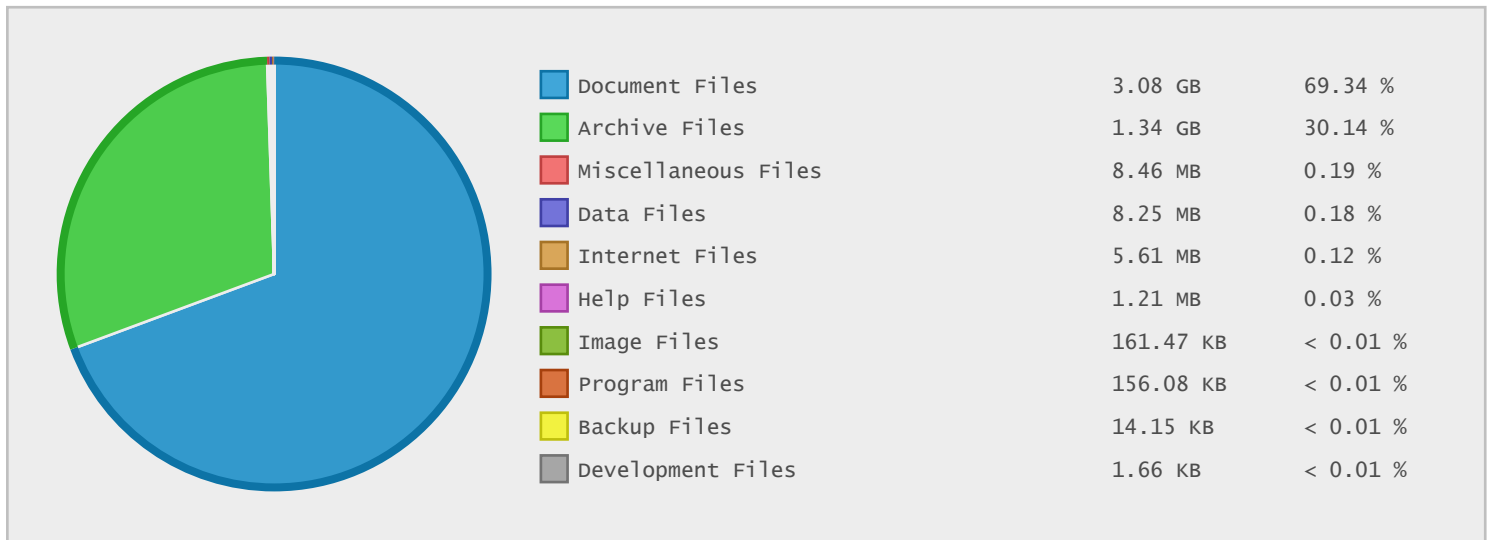 Document Files 3.08 GB 69.34 %
Archive Files 1.34 GB 30.14 %
Miscellaneous Files 8.46 MB 0.19 %
Data Files 8.25 MB 0.18 %
Internet Files 5.61 MB 0.12 %
Help Files 1.21 MB 0.03 %
Image Files 161.47 KB < 0.01 %
Program Files 156.08 KB < 0.01 %
Backup Files 14.15 KB < 0.01 %
Development Files 1.66 KB < 0.01 %